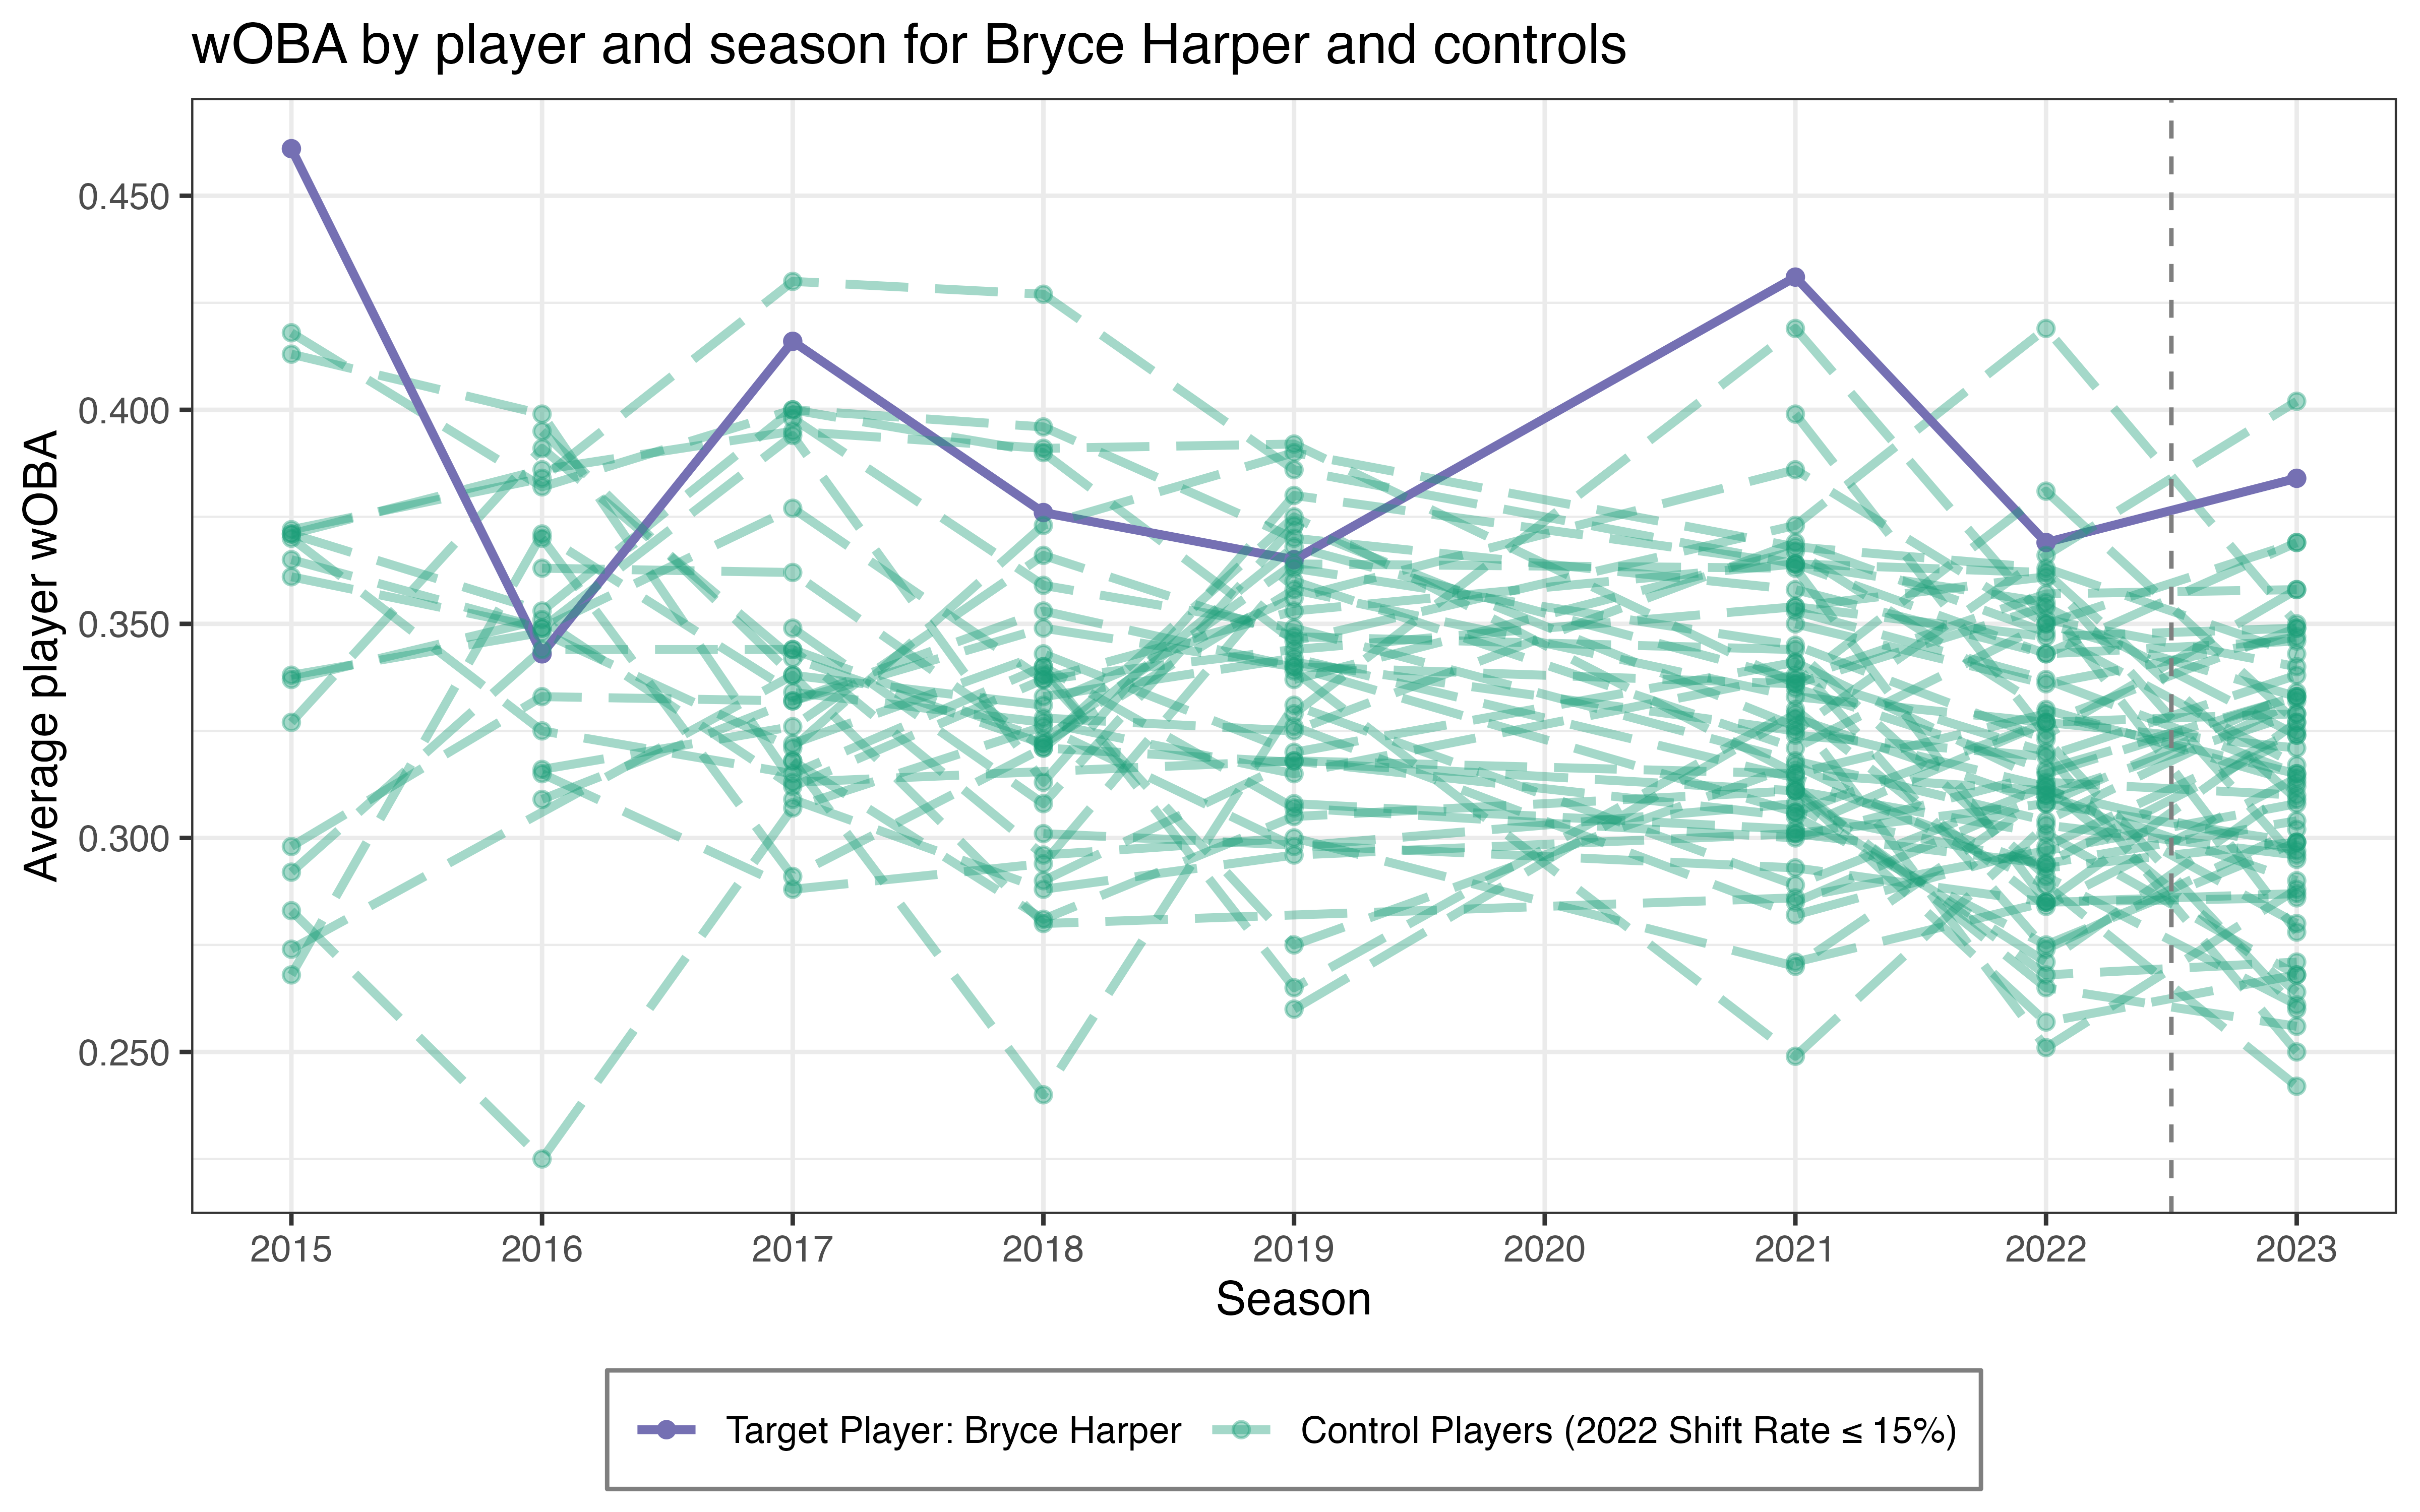 wOBA by player and season for Bryce Harper and controls
Average player wOBA
0.450
0.400
0.350
0.300
0.250
2015 2016 2017 2018 2019 2020 2021 2022 2023
Season
Target Player: Bryce Harper Control Players (2022 Shift Rate ≤ 15%)